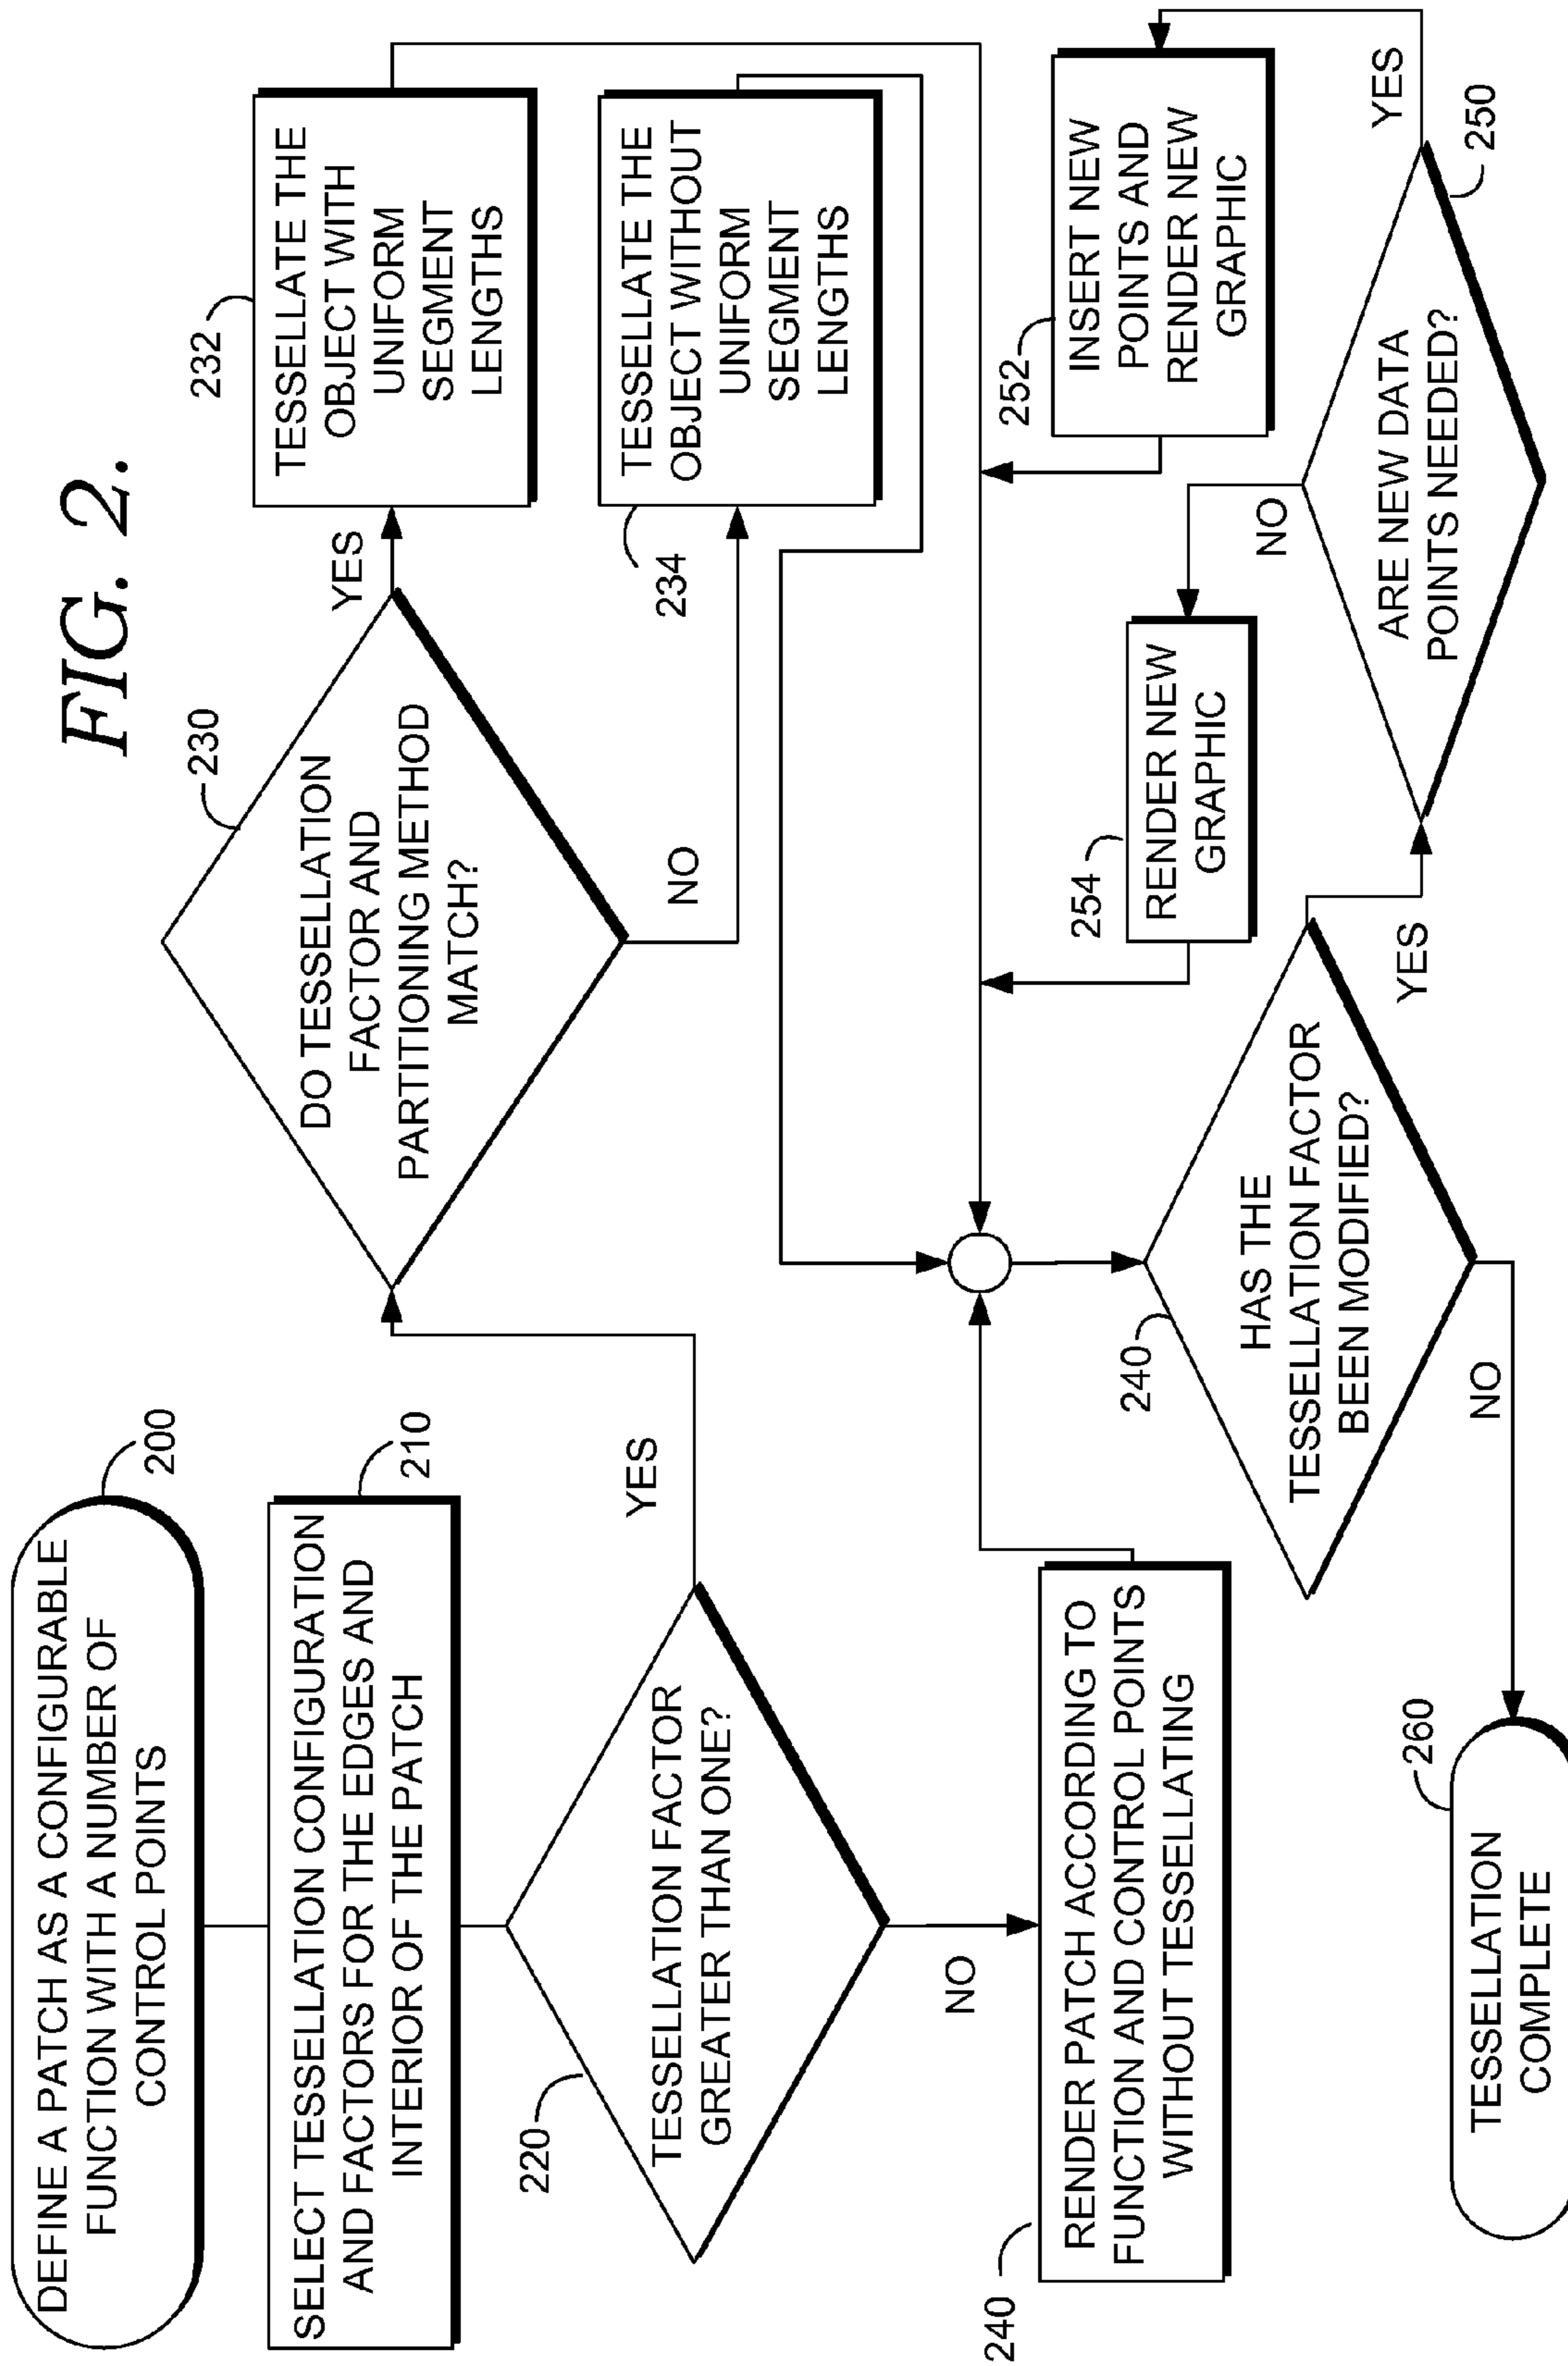 FIG. 2.
DEFINE A PATCH AS A CONFIGURABLE
FUNCTION WITH A NUMBER OF
CONTROL POINTS
200
SELECT TESSELLATION CONFIGURATION
AND FACTORS FOR THE EDGES AND
INTERIOR OF THE PATCH
210
220
TESSELLATION FACTOR
GREATER THAN ONE?
YES
NO
230
DO TESSELLATION
FACTOR AND
PARTITIONING METHOD
MATCH?
YES
NO
232
TESSELLATE THE
OBJECT WITH
UNIFORM
SEGMENT
LENGTHS
234
TESSELLATE THE
OBJECT WITHOUT
UNIFORM
SEGMENT
LENGTHS
240
RENDER PATCH ACCORDING TO
FUNCTION AND CONTROL POINTS
WITHOUT TESSELLATING
240
HAS THE
TESSELLATION FACTOR
BEEN MODIFIED?
YES
NO
254
RENDER NEW
GRAPHIC
252
INSERT NEW
POINTS AND
RENDER NEW
GRAPHIC
NO
YES
250
ARE NEW DATA
POINTS NEEDED?
260
TESSELLATION
COMPLETE